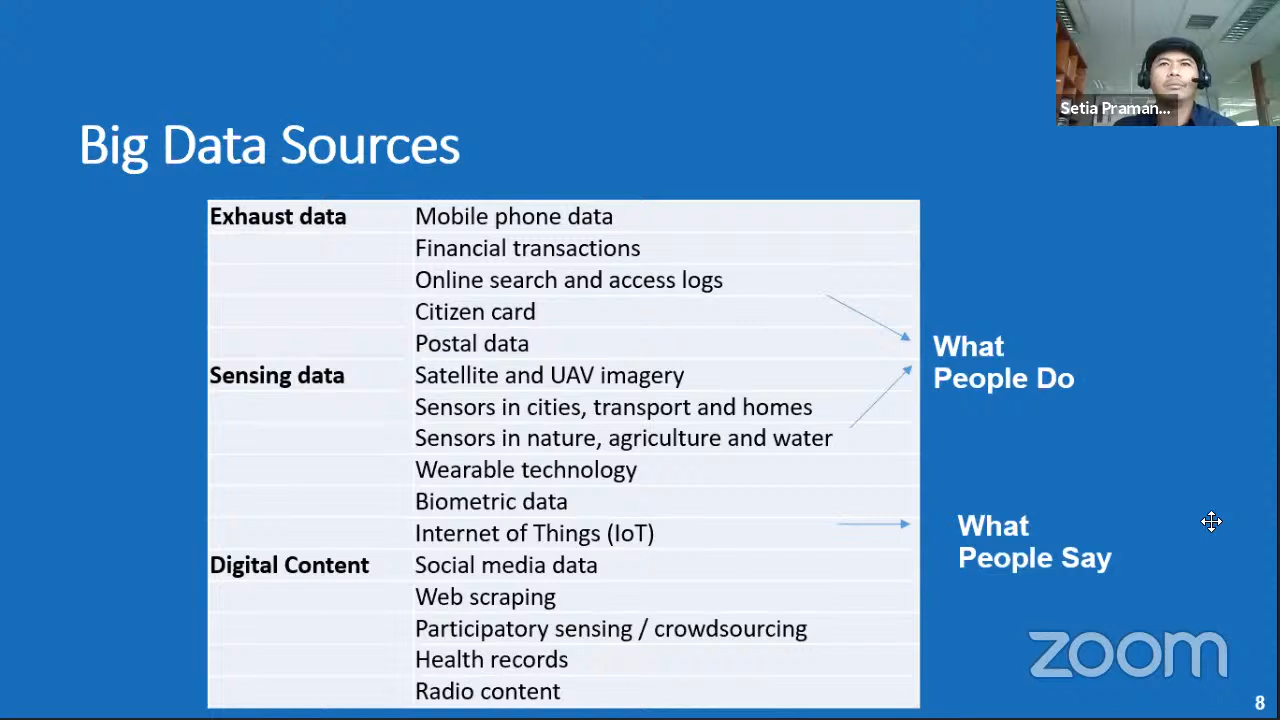 Setia Praman...
Big Data Sources
Exhaust data Mobile phone data
Financial transactions
Online search and access logs
Citizen card
Postal data
Sensing data Satellite and UAV imagery
Sensors in cities, transport and homes
Sensors in nature, agriculture and water
Wearable technology
Biometric data
Internet of Things (IoT)
Digital Content Social media data
Web scraping
Participatory sensing / crowdsourcing
Health records
Radio content
What
People Do
What
People Say
zoom
8